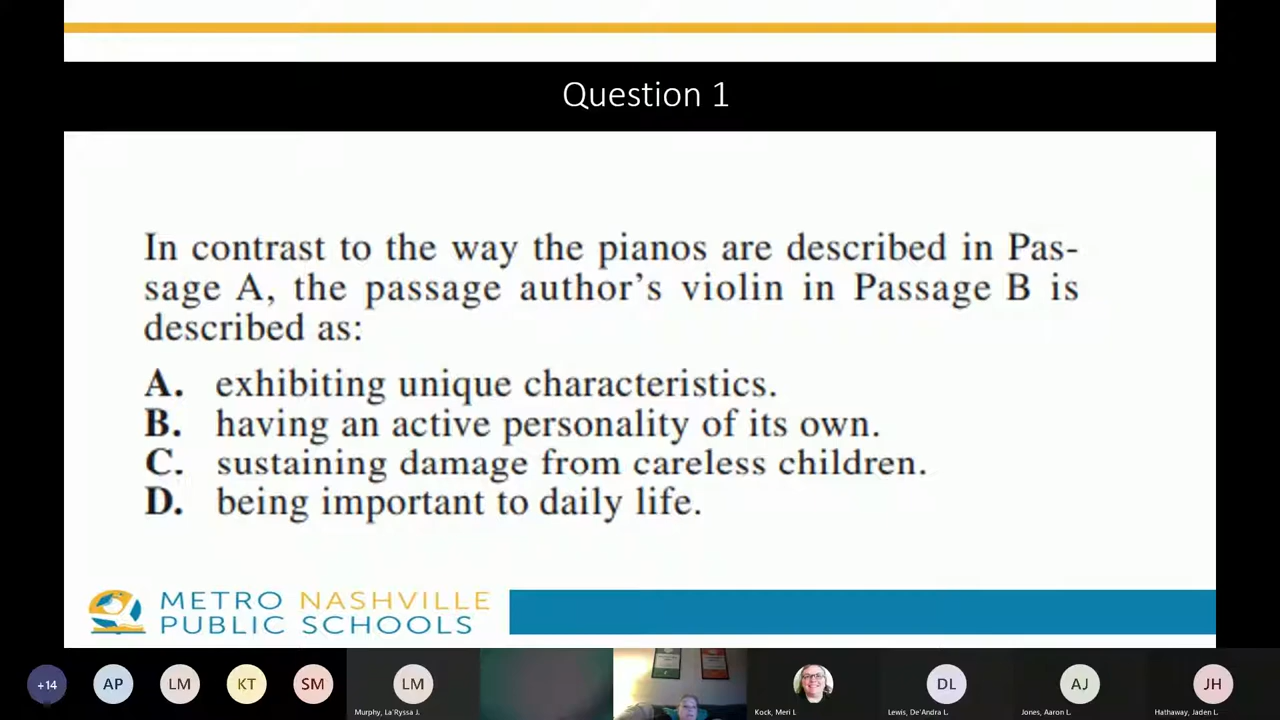 Question 1
In contrast to the way the pianos are described in Pas-
sage A, the passage author's violin in Passage B is
described as:
A. exhibiting unique characteristics.
B. having an active personality of its own.
C. sustaining damage from careless children.
D. being important to daily life.
METRO NASHVILLE
PUBLIC SCHOOLS
+14 AP LM KT SM LM DL AJ JH
Murphy, La'Ryssa J. Kock, Meri L Lewis, De'Andra L. Jones, Aaron L. Hathaway, Jaden L.